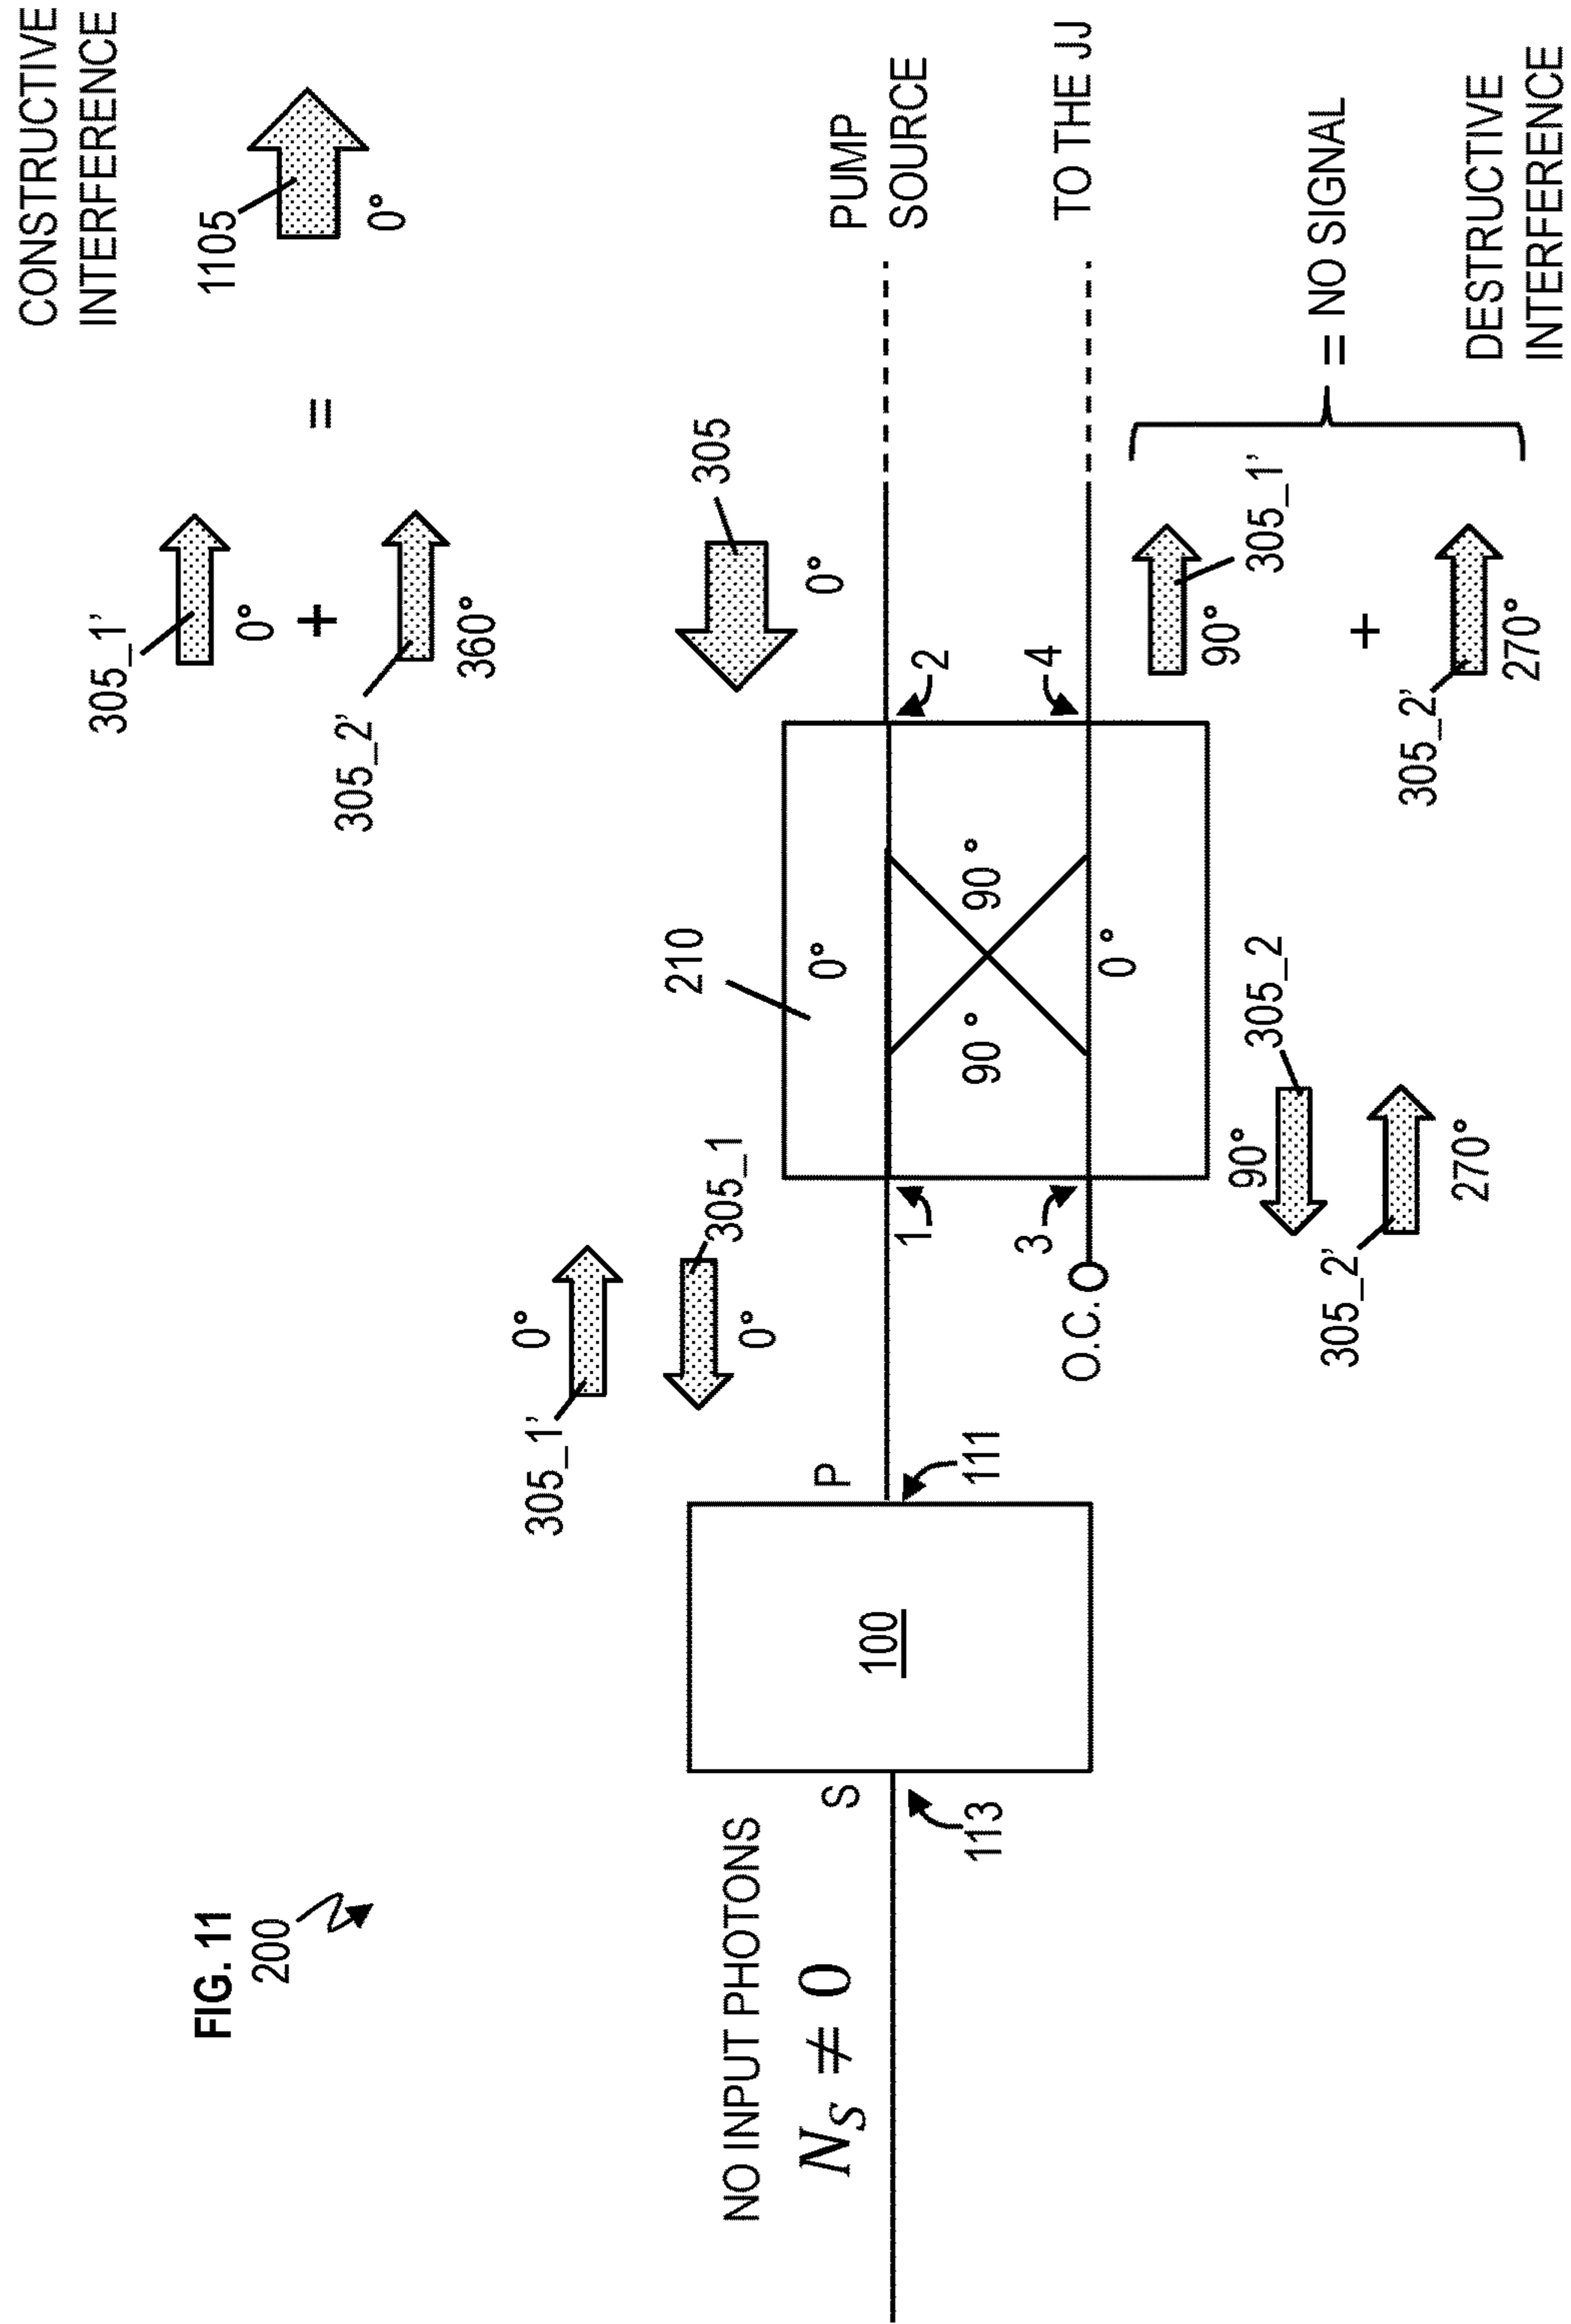 FIG. 11
200
CONSTRUCTIVE
INTERFERENCE
305_1’
0°
+
305_2’
360°
=
1105
0°
305_1’
0°
305_1
0°
210
305
0°
NO INPUT PHOTONS
N_S ≠ 0
S
113
100
P
111
O.C.
1
3
0°
90°
90°
0°
2
4
PUMP
SOURCE
TO THE JJ
90°
305_2
305_2’
270°
90°
305_1’
+
305_2’
270°
= NO SIGNAL
DESTRUCTIVE
INTERFERENCE